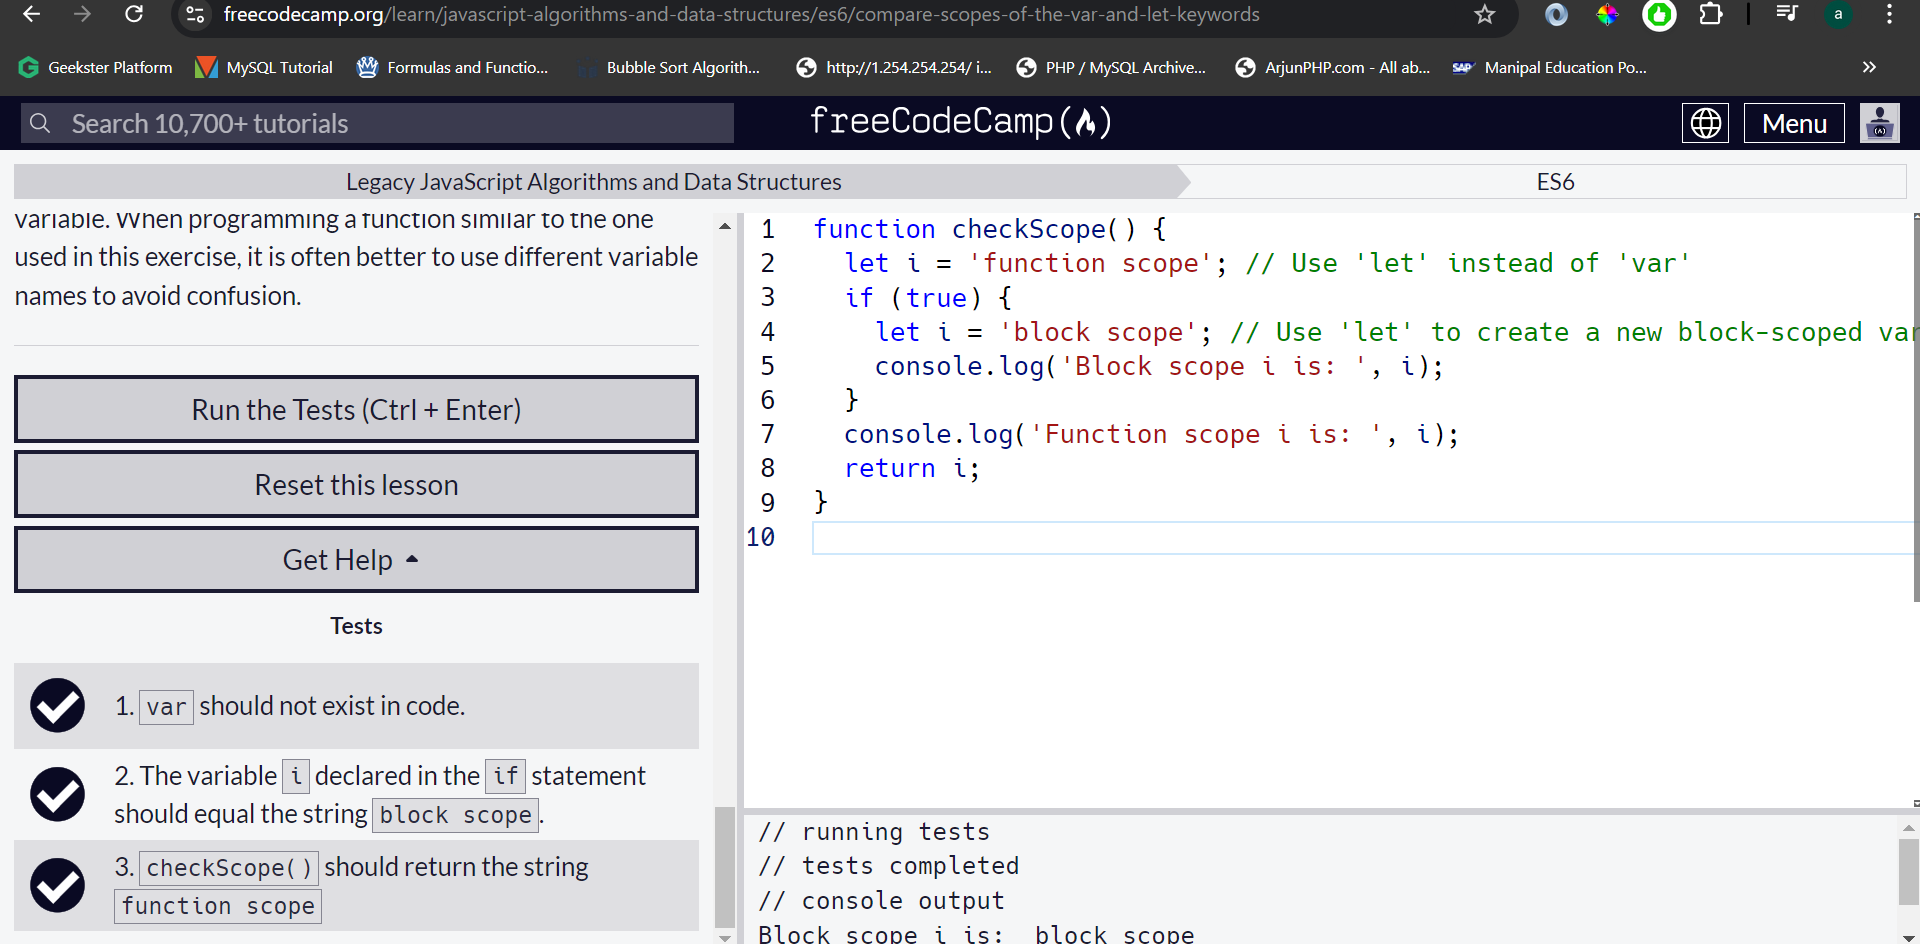 freecodecamp.org/learn/javascript-algorithms-and-data-structures/es6/compare-scopes-of-the-var-and-let-keywords
a
Geekster Platform
MySQL Tutorial
Formulas and Functio...
Bubble Sort Algorith...
http://1.254.254.254/ i...
PHP / MySQL Archive...
ArjunPHP.com - All ab...
SAP
Manipal Education Po...
»
Search 10,700+ tutorials
freeCodeCamp
Menu
Legacy JavaScript Algorithms and Data Structures
ES6
variable. When programming a function similar to the one
used in this exercise, it is often better to use different variable
names to avoid confusion.
Run the Tests (Ctrl + Enter)
Reset this lesson
Get Help
Tests
1. var should not exist in code.
2. The variable i declared in the if statement
should equal the string block scope.
3. checkScope() should return the string
function scope
1 function checkScope() {
2 let i = 'function scope'; // Use 'let' instead of 'var'
3 if (true) {
4 let i = 'block scope'; // Use 'let' to create a new block-scoped var
5 console.log('Block scope i is: ', i);
6 }
7 console.log('Function scope i is: ', i);
8 return i;
9 }
10
// running tests
// tests completed
// console output
Block scope i is:  block scope